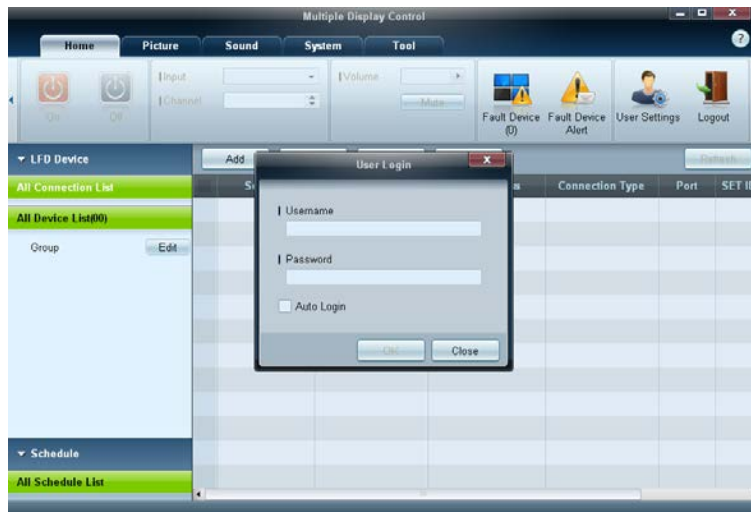 Multiple Display Control
Home Picture Sound System Tool
?
On Off
Input
Channel
Volume
Mute
Fault Device
(0)
Fault Device
Alert
User Settings
Logout
LFD Device
Add
Refresh
All Connection List
Connection Type Port SET ID
All Device List(00)
Group Edit
User Login
Username
Password
Auto Login
OK Close
Schedule
All Schedule List